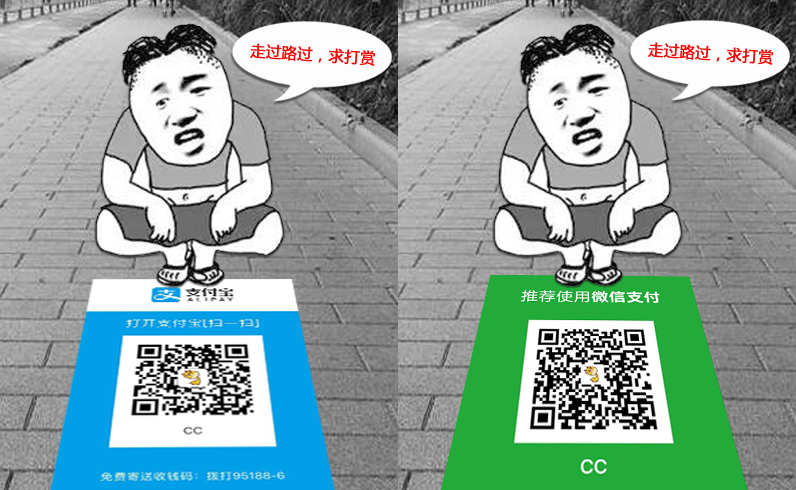 走过路过，求打赏
支付宝
ALIPAY
打开支付宝[扫一扫]
CC
免费寄送收钱码：拨打95188-6
走过路过，求打赏
推荐使用微信支付
CC